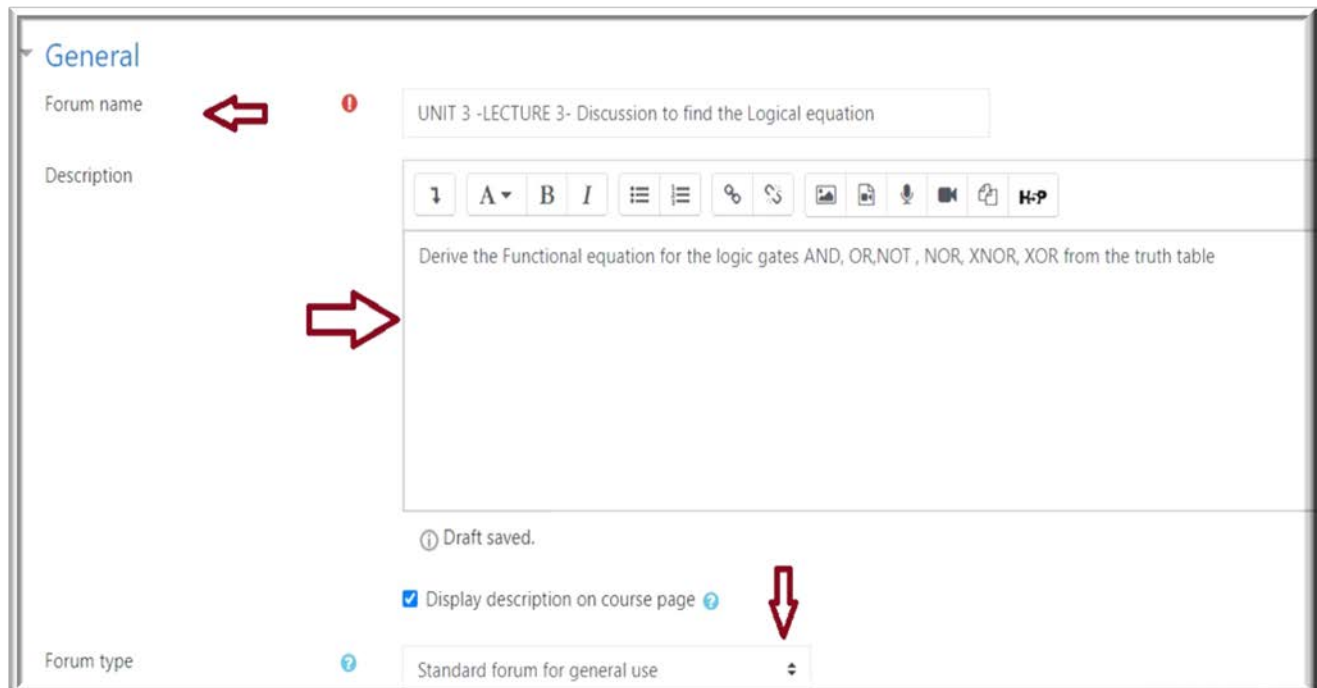 General
Forum name
UNIT 3 -LECTURE 3- Discussion to find the Logical equation
Description
A B I H-P
Derive the Functional equation for the logic gates AND, OR,NOT , NOR, XNOR, XOR from the truth table
Draft saved.
Display description on course page
Forum type
Standard forum for general use